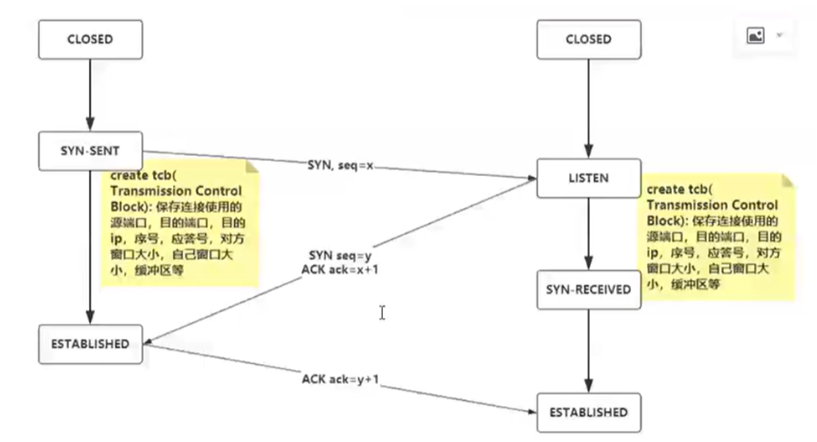 CLOSED
CLOSED
SYN-SENT
SYN, seq=x
LISTEN
create tcb(
Transmission Control
Block): 保存连接使用的
源端口，目的端口，目的
ip，序号，应答号，对方
窗口大小，自己窗口大
小，缓冲区等
create tcb(
Transmission Control
Block): 保存连接使用的
源端口，目的端口，目的
ip，序号，应答号，对方
窗口大小，自己窗口大
小，缓冲区等
SYN seq=y
ACK ack=x+1
SYN-RECEIVED
ESTABLISHED
ACK ack=y+1
ESTABLISHED